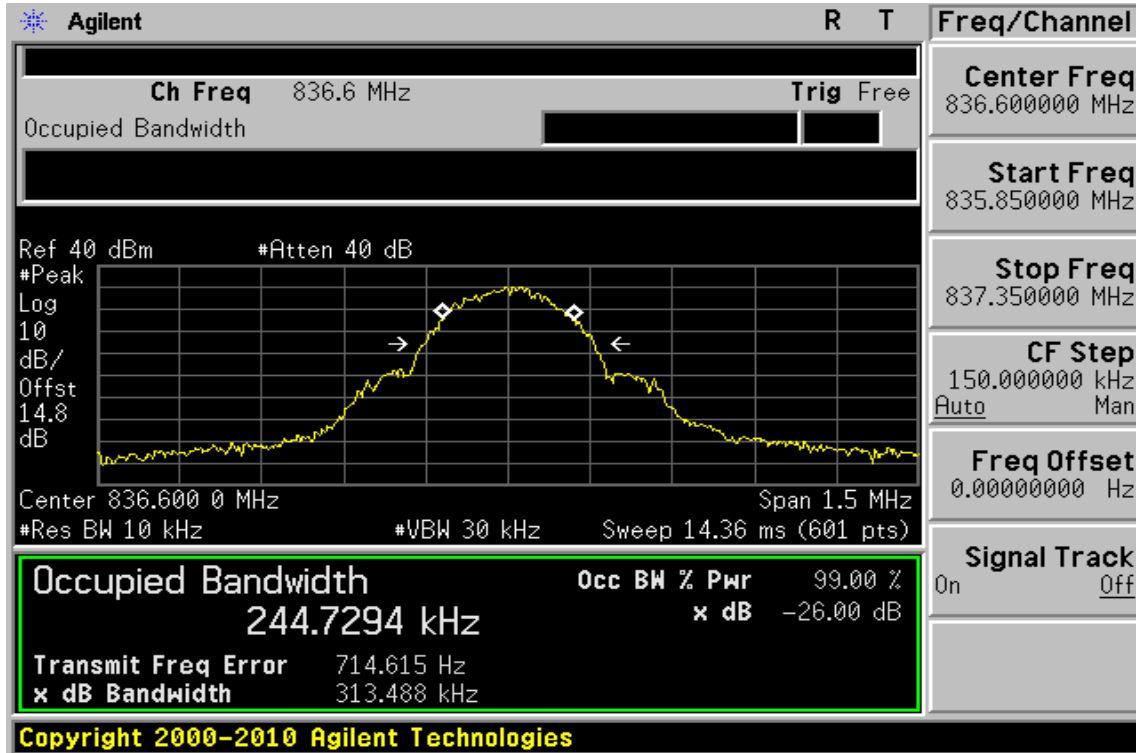 Agilent R T
Ch Freq 836.6 MHz Trig Free
Occupied Bandwidth
Ref 40 dBm #Atten 40 dB
#Peak
Log
10
dB/
Offst
14.8
dB
Center 836.600 0 MHz Span 1.5 MHz
#Res BW 10 kHz #VBW 30 kHz Sweep 14.36 ms (601 pts)
Occupied Bandwidth
244.7294 kHz
Occ BW % Pwr 99.00 %
x dB -26.00 dB
Transmit Freq Error 714.615 Hz
x dB Bandwidth 313.488 kHz
Copyright 2000-2010 Agilent Technologies
Freq/Channel
Center Freq
836.600000 MHz
Start Freq
835.850000 MHz
Stop Freq
837.350000 MHz
CF Step
150.000000 kHz
Auto Man
Freq Offset
0.00000000 Hz
Signal Track
On Off